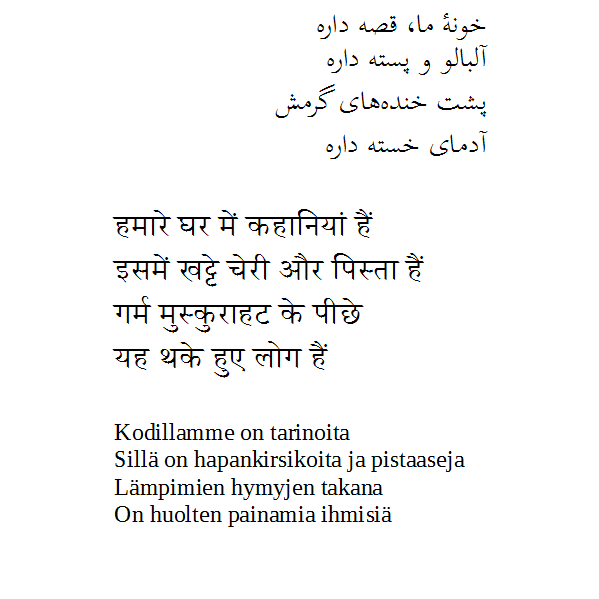 خونهٔ ما، قصه داره
آلبالو و پسته داره
پشت خنده‌های گرمش
آدمای خسته داره
हमारे घर में कहानियां हैं
इसमें खट्टे चेरी और पिस्ता हैं
गर्म मुस्कुराहट के पीछे
यह थके हुए लोग हैं
Kodillamme on tarinoita
Sillä on hapankirsikoita ja pistaaseja
Lämpimien hymyjen takana
On huolten painamia ihmisiä